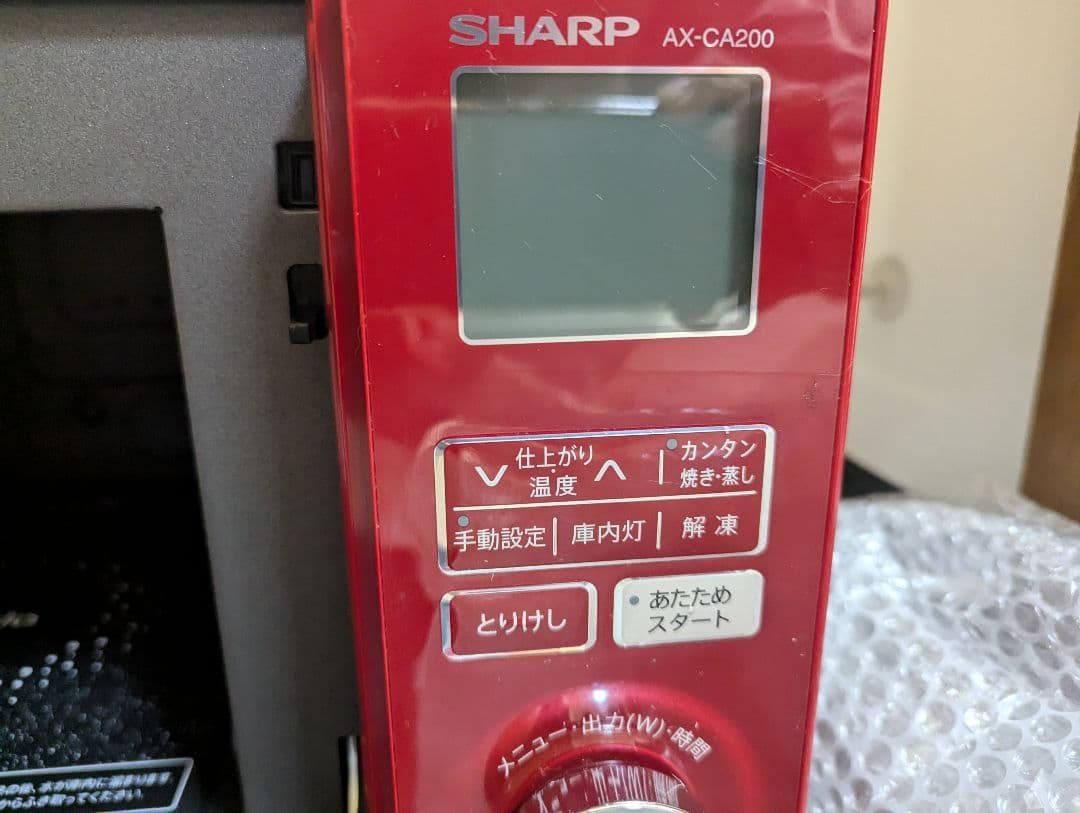 SHARP AX-CA200
仕上がり・温度
カンタン
焼き・蒸し
手動設定
庫内灯
解凍
とりけし
あたため
スタート
メニュー・出力(W)・時間